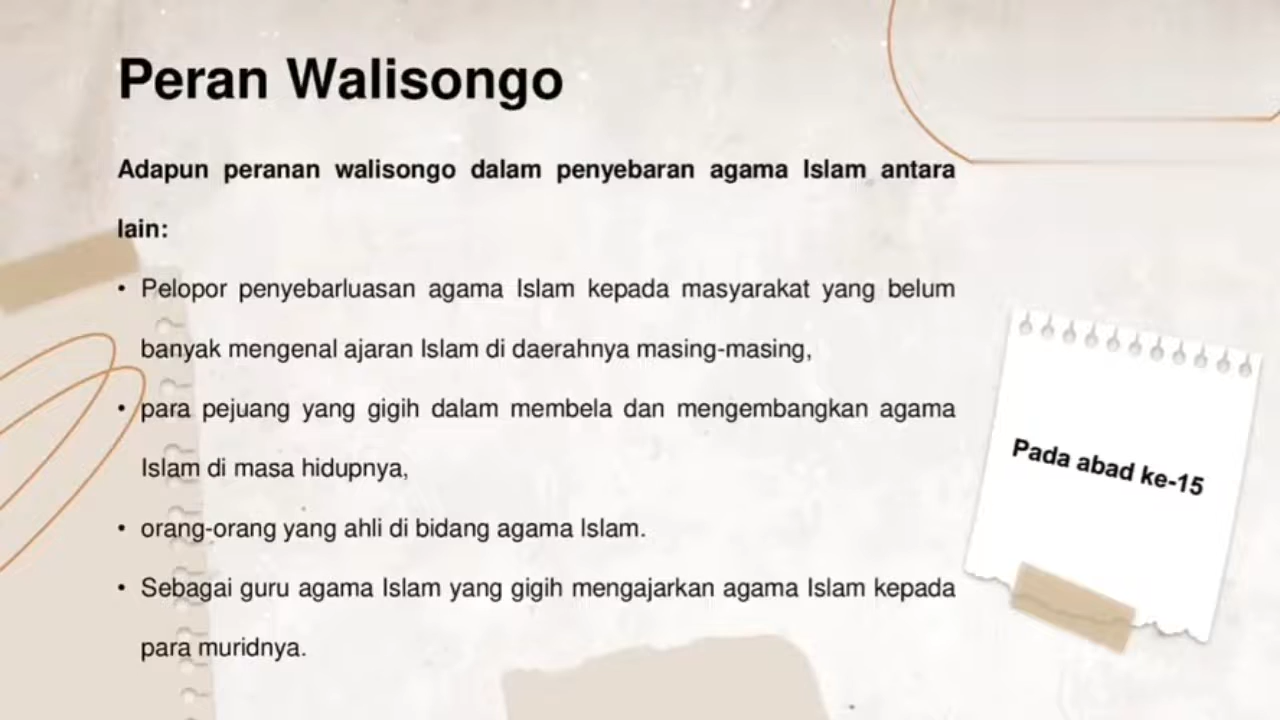 Peran Walisongo
Adapun peranan walisongo dalam penyebaran agama Islam antara
lain:
• Pelopor penyebarluasan agama Islam kepada masyarakat yang belum
banyak mengenal ajaran Islam di daerahnya masing-masing,
• para pejuang yang gigih dalam membela dan mengembangkan agama
Islam di masa hidupnya,
• orang-orang yang ahli di bidang agama Islam.
• Sebagai guru agama Islam yang gigih mengajarkan agama Islam kepada
para muridnya.
Pada abad ke-15